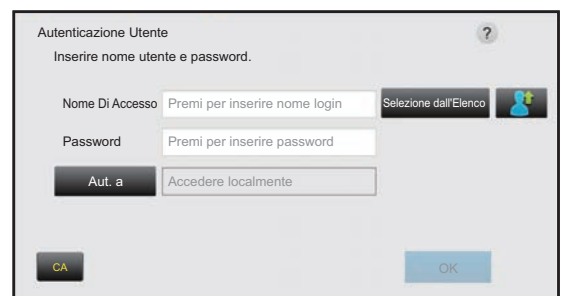 Autenticazione Utente
?
Inserire nome utente e password.
Nome Di Accesso Premi per inserire nome login Selezione dall'Elenco
Password Premi per inserire password
Aut. a Accedere localmente
CA OK